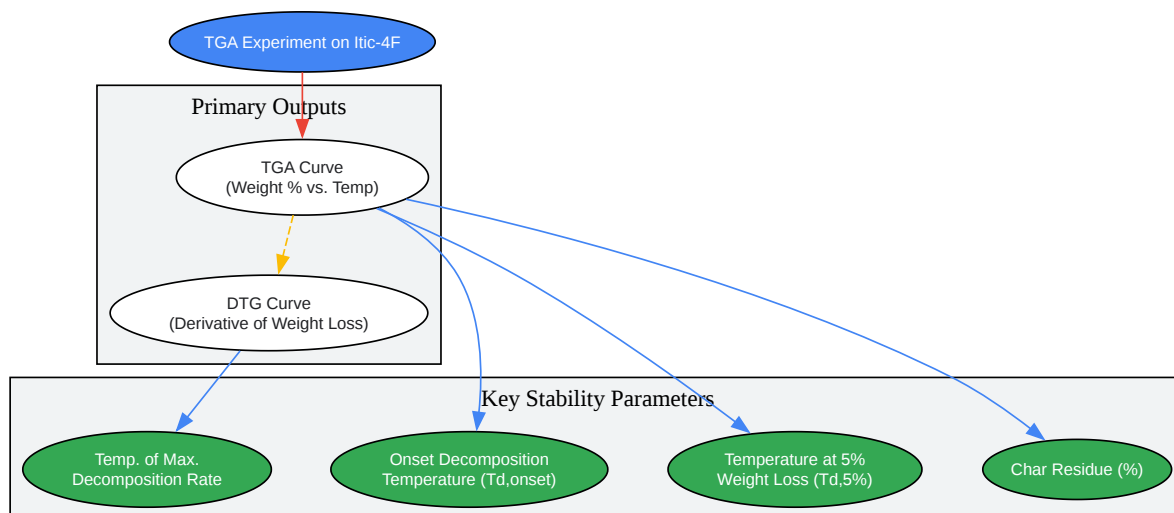 TGA Experiment on Itic-4F
Primary Outputs
TGA Curve
(Weight % vs. Temp)
DTG Curve
(Derivative of Weight Loss)
Key Stability Parameters
Temp. of Max.
Decomposition Rate
Onset Decomposition
Temperature (Td,onset)
Temperature at 5%
Weight Loss (Td,5%)
Char Residue (%)